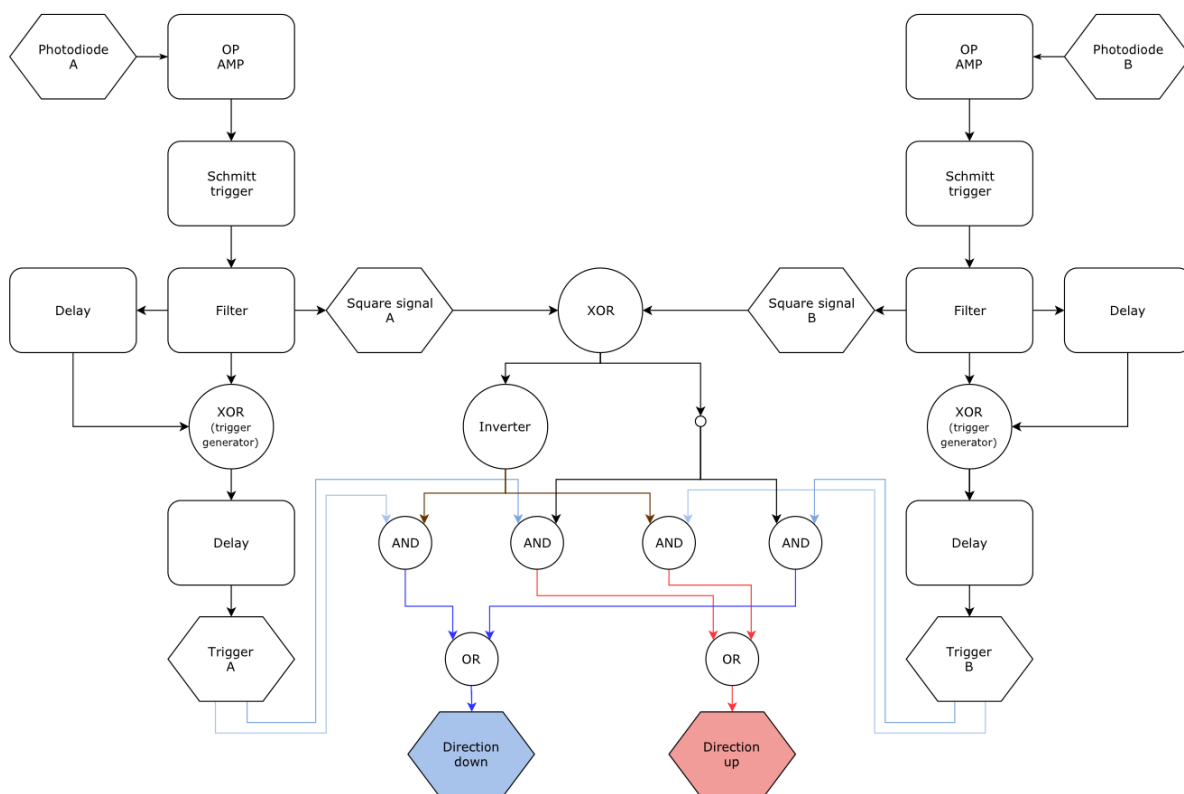 Photodiode
A
OP
AMP
OP
AMP
Photodiode
B
Schmitt
trigger
Schmitt
trigger
Delay
Filter
Square signal
A
XOR
Square signal
B
Filter
Delay
XOR
(trigger
generator)
Inverter
XOR
(trigger
generator)
Delay
AND
AND
AND
AND
Delay
Trigger
A
OR
OR
Trigger
B
Direction
down
Direction
up